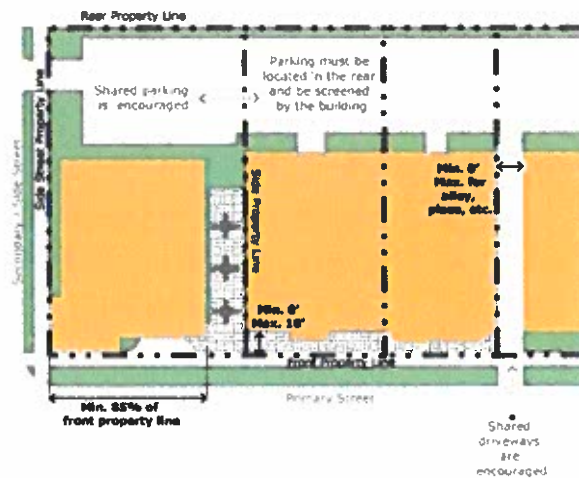 Rear Property Line
Parking must be
located in the rear
and be screened
by the building
Shared parking
is encouraged
Side Street Property Line
Secondary / Side Street
Side Property Line
Min. 0'
Max. for
alley,
plaza, etc.
Min. 0'
Max. 10'
Front Property Line
Min. 85% of
front property line
Primary Street
Shared
driveways
are
encouraged